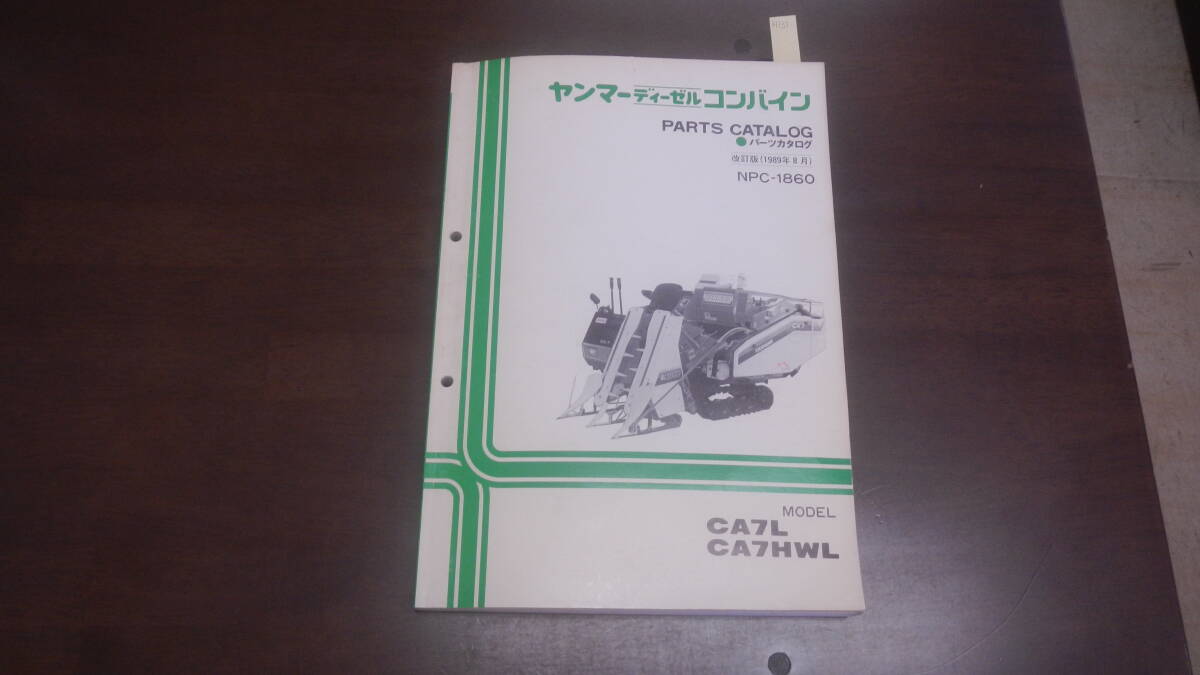 ヤンマーディーゼルコンバイン
PARTS CATALOG
●パーツカタログ
改訂版(1989年8月)
NPC-1860
MODEL
CA7L
CA7HWL